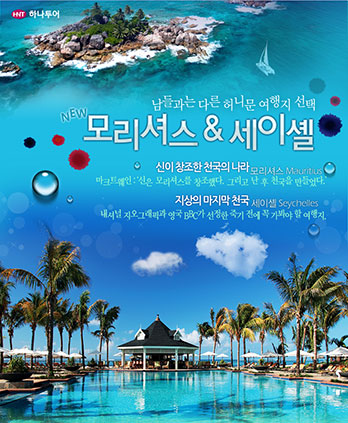 HNT 하나투어
남들과는 다른 허니문 여행지 선택
NEW
모리셔스 & 세이셸
신이 창조한 천국의 나라 모리셔스 Mauritius
마크트웨인 : "신은 모리셔스를 창조했다. 그리고 난 후 천국을 만들었다."
지상의 마지막 천국 세이셸 Seychelles
내셔널 지오그래피과 영국 BBC가 선정한 죽기 전에 꼭 가봐야 할 여행지.